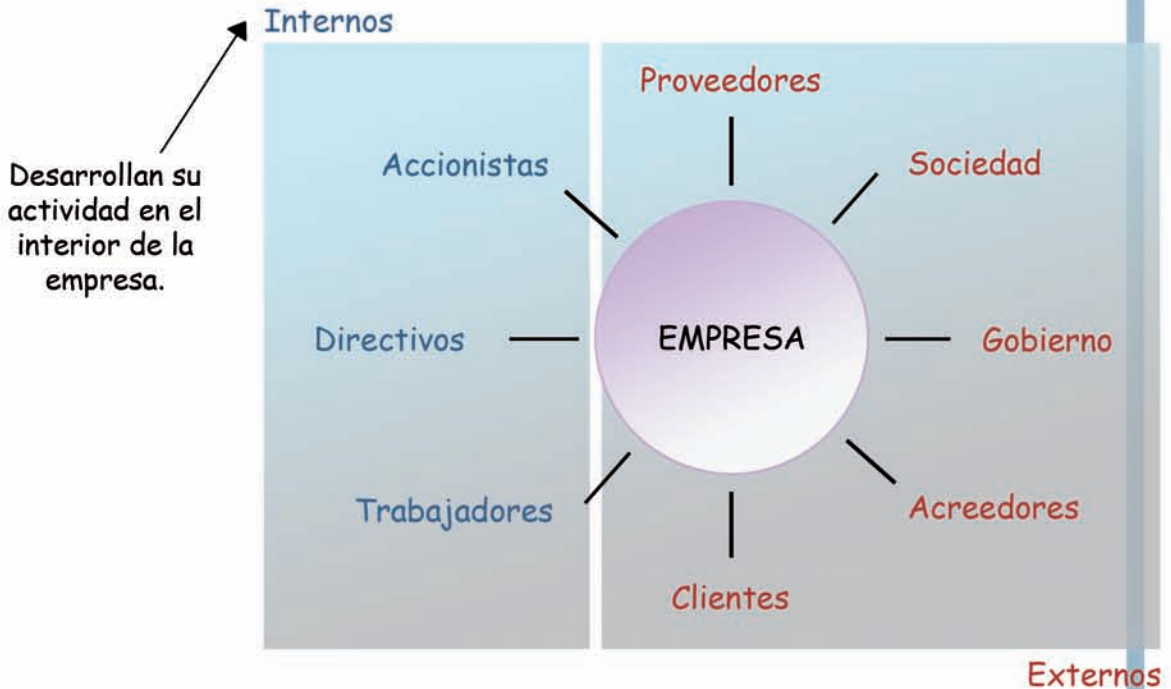 Internos
Proveedores
Accionistas
Sociedad
Desarrollan su
actividad en el
interior de la
empresa.
Directivos
EMPRESA
Gobierno
Trabajadores
Acreedores
Clientes
Externos